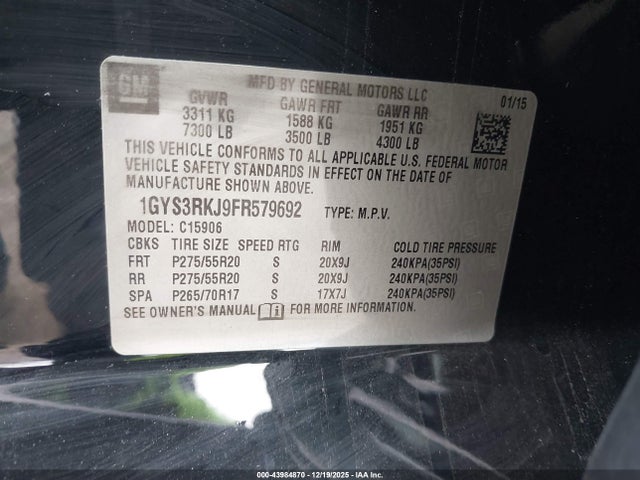 GM
MFD BY GENERAL MOTORS LLC
01/15
GVWR GAWR FRT GAWR RR
3311 KG 1588 KG 1951 KG
7300 LB 3500 LB 4300 LB
THIS VEHICLE CONFORMS TO ALL APPLICABLE U.S. FEDERAL MOTOR
VEHICLE SAFETY STANDARDS IN EFFECT ON THE DATE OF
MANUFACTURE SHOWN ABOVE.
1GYS3RKJ9FR579692 TYPE: M.P.V.
MODEL: C15906
CBKS TIRE SIZE SPEED RTG RIM COLD TIRE PRESSURE
FRT P275/55R20 S 20X9J 240KPA(35PSI)
RR P275/55R20 S 20X9J 240KPA(35PSI)
SPA P265/70R17 S 17X7J 240KPA(35PSI)
SEE OWNER'S MANUAL FOR MORE INFORMATION.
000-43984870 - 12/19/2025 - IAA Inc.